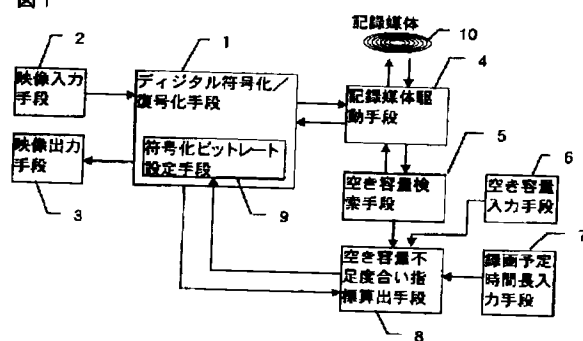 図1
記録媒体
10
2
1
4
映像入力
手段
ディジタル符号化/
復号化手段
記録媒体駆
動手段
符号化ビットレート
設定手段
9
映像出力
手段
3
5
空き容量検
索手段
6
空き容量
入力手段
7
空き容量不
足度合い指
標算出手段
8
録画予定
時間長入
力手段